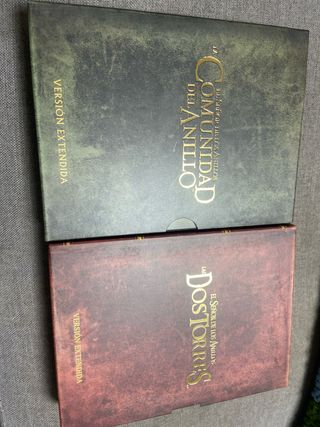 EL SEÑOR DE LOS ANILLOS
LA
COMUNIDAD
DEL ANILLO
VERSIÓN EXTENDIDA
EL SEÑOR DE LOS ANILLOS
LAS
DOS TORRES
VERSIÓN EXTENDIDA